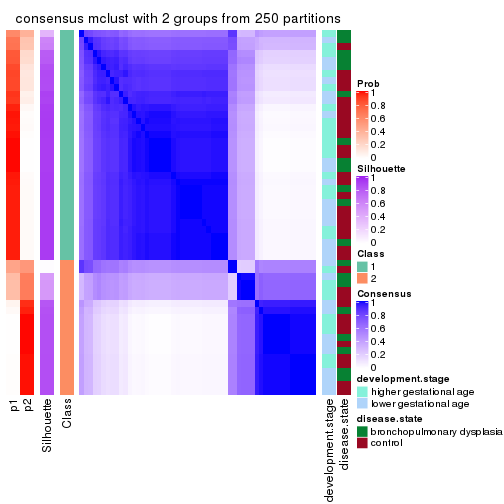 consensus mclust with 2 groups from 250 partitions
Prob
1
0.8
0.6
0.4
0.2
0
Silhouette
1
0.8
0.6
0.4
0.2
0
Class
1
2
Consensus
1
0.8
0.6
0.4
0.2
0
development.stage
higher gestational age
lower gestational age
disease.state
bronchopulmonary dysplasia
control
p1
p2
Silhouette
Class
development.stage
disease.state